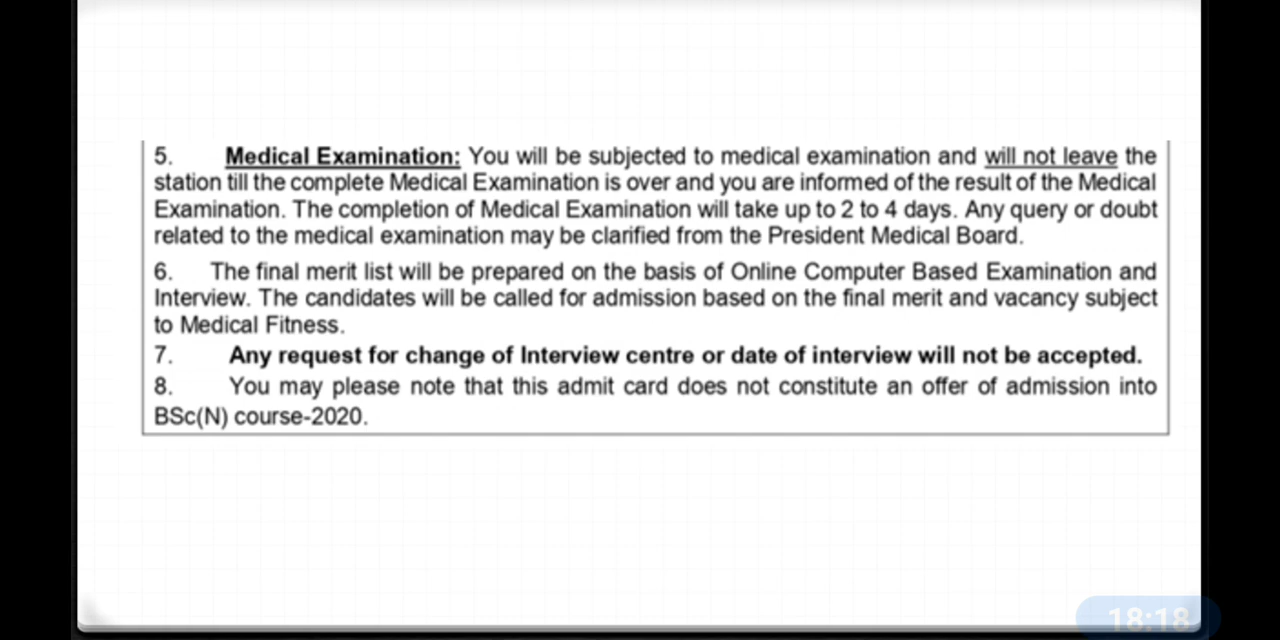 5. Medical Examination: You will be subjected to medical examination and will not leave the
station till the complete Medical Examination is over and you are informed of the result of the Medical
Examination. The completion of Medical Examination will take up to 2 to 4 days. Any query or doubt
related to the medical examination may be clarified from the President Medical Board.
6. The final merit list will be prepared on the basis of Online Computer Based Examination and
Interview. The candidates will be called for admission based on the final merit and vacancy subject
to Medical Fitness.
7. Any request for change of Interview centre or date of interview will not be accepted.
8. You may please note that this admit card does not constitute an offer of admission into
BSc(N) course-2020.
18:18